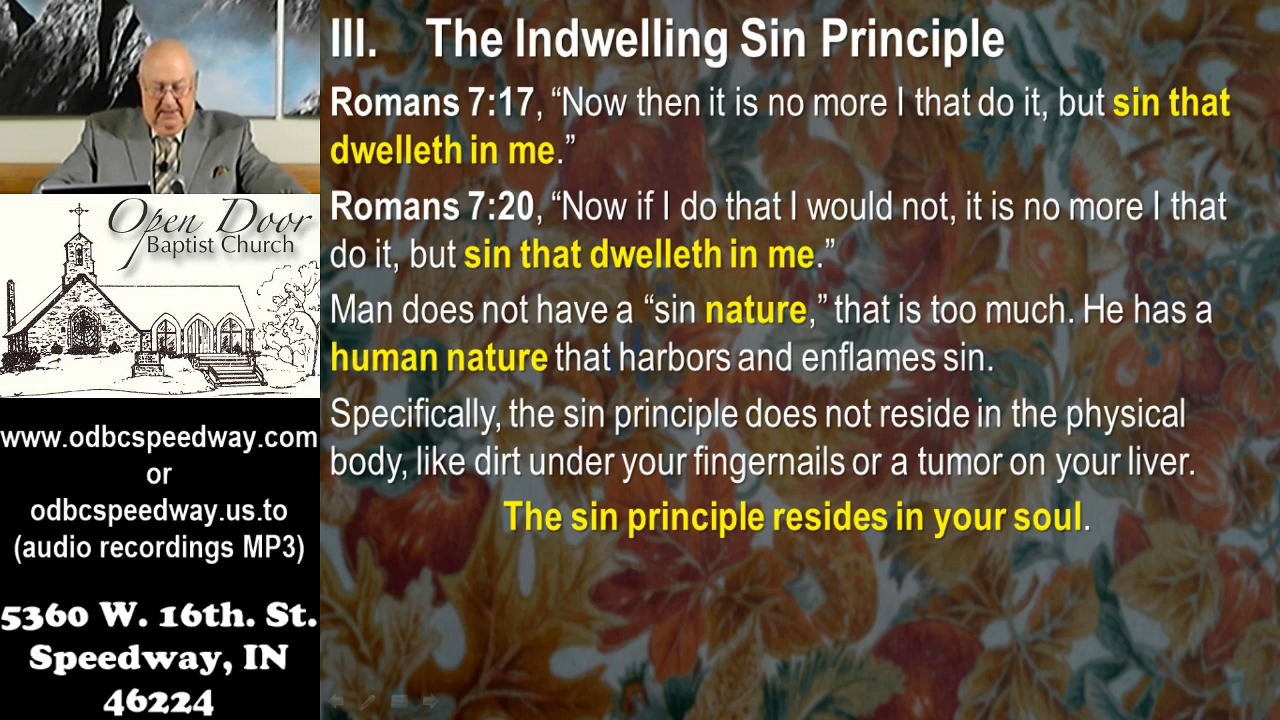 III. The Indwelling Sin Principle
Romans 7:17, “Now then it is no more I that do it, but sin that
dwelleth in me.”
Romans 7:20, “Now if I do that I would not, it is no more I that
do it, but sin that dwelleth in me.”
Man does not have a “sin nature,” that is too much. He has a
human nature that harbors and enflames sin.
Specifically, the sin principle does not reside in the physical
body, like dirt under your fingernails or a tumor on your liver.
The sin principle resides in your soul.
Open Door
Baptist Church
www.odbcspeedway.com
or
odbcspeedway.us.to
(audio recordings MP3)
5360 W. 16th. St.
Speedway, IN
46224